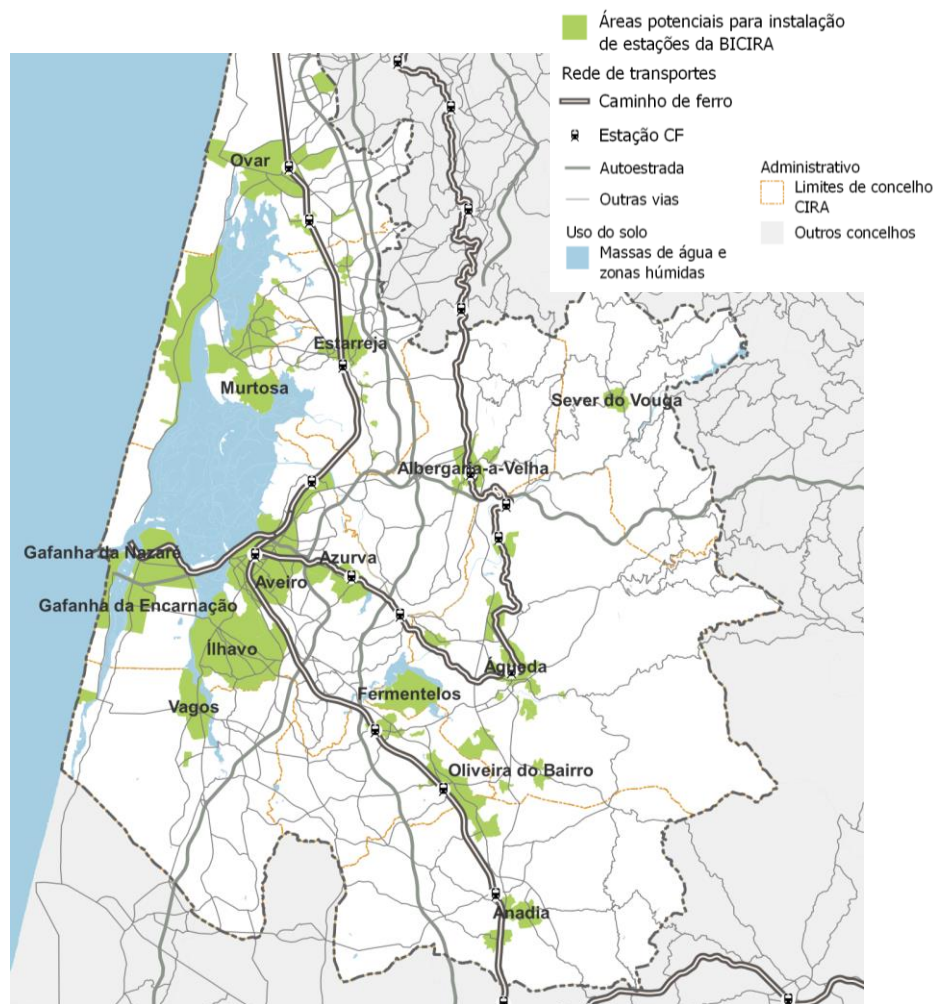 Áreas potenciais para instalação
de estações da BICIRA
Rede de transportes
Caminho de ferro
Estação CF
Autoestrada
Outras vias
Uso do solo
Massas de água e
zonas húmidas
Administrativo
Limites de concelho
CIRA
Outros concelhos
Ovar
Estarreja
Murtosa
Sever do Vouga
Albergaria-a-Velha
Gafanha da Nazaré
Azurva
Aveiro
Gafanha da Encarnação
Ílhavo
Águeda
Fermentelos
Vagos
Oliveira do Bairro
Anadia